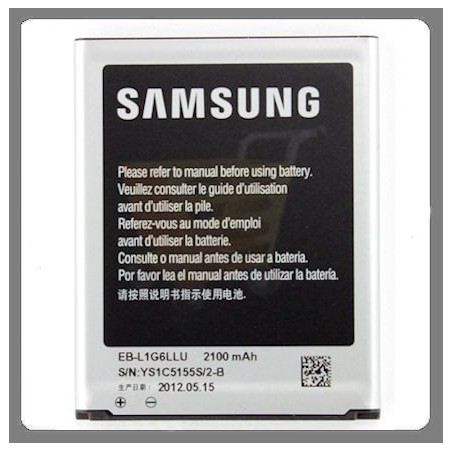 SAMSUNG
Please refer to manual before using battery.
Veuillez consulter le guide d'utilisation
avant d'utiliser la pile.
Referez-vous au mode d'emploi
avant d'utiliser la batterie.
Consulte o manual antes de usar a bateria.
Por favor lea el manual antes de utilizar la batería.
请按照说明书指示使用电池.
EB-L1G6LLU 2100 mAh
S/N:YS1C5155S/2-B
生产日期 2012.05.15